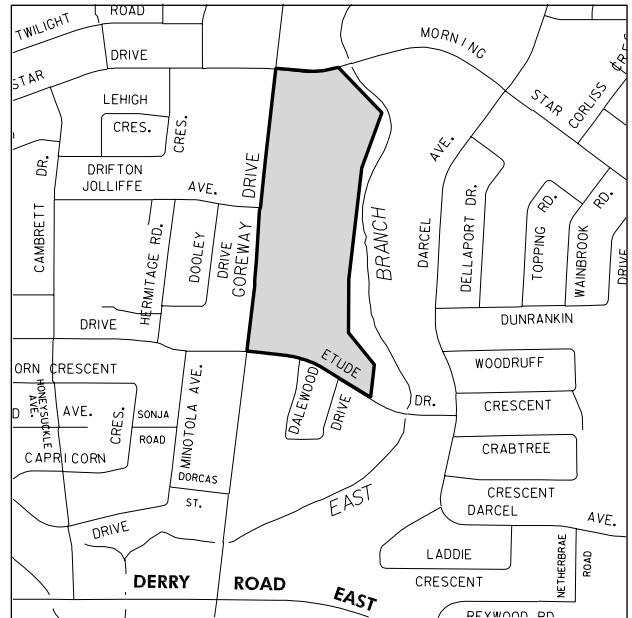 ROAD
TWILIGHT
MORNING
DRIVE
STAR
LEHIGH
STAR
CORLISS
CRES.
CRES.
CRES.
AVE.
DRIFTON
JOLLIFFE
AVE.
DRIVE
DR.
CAMBRETT
HERMITAGE RD.
DOOLEY
DRIVE
GOREWAY
BRANCH
DARCEL
DELLAPORT DR.
TOPPING
RD.
WAINBROOK
RD.
DRIVE
DRIVE
DUNRANKIN
ORN CRESCENT
ETUDE
WOODRUFF
HONEYSUCKLE
AVE.
D
AVE.
CRES.
SONJA
ROAD
MINOTOLA AVE.
DALEWOOD
DRIVE
DR.
CRESCENT
CAPRICORN
CRABTREE
DORCAS
ST.
EAST
CRESCENT
DARCEL
AVE.
DRIVE
LADDIE
CRESCENT
NETHERBRAE
ROAD
DERRY ROAD EAST
REXWOOD RD.